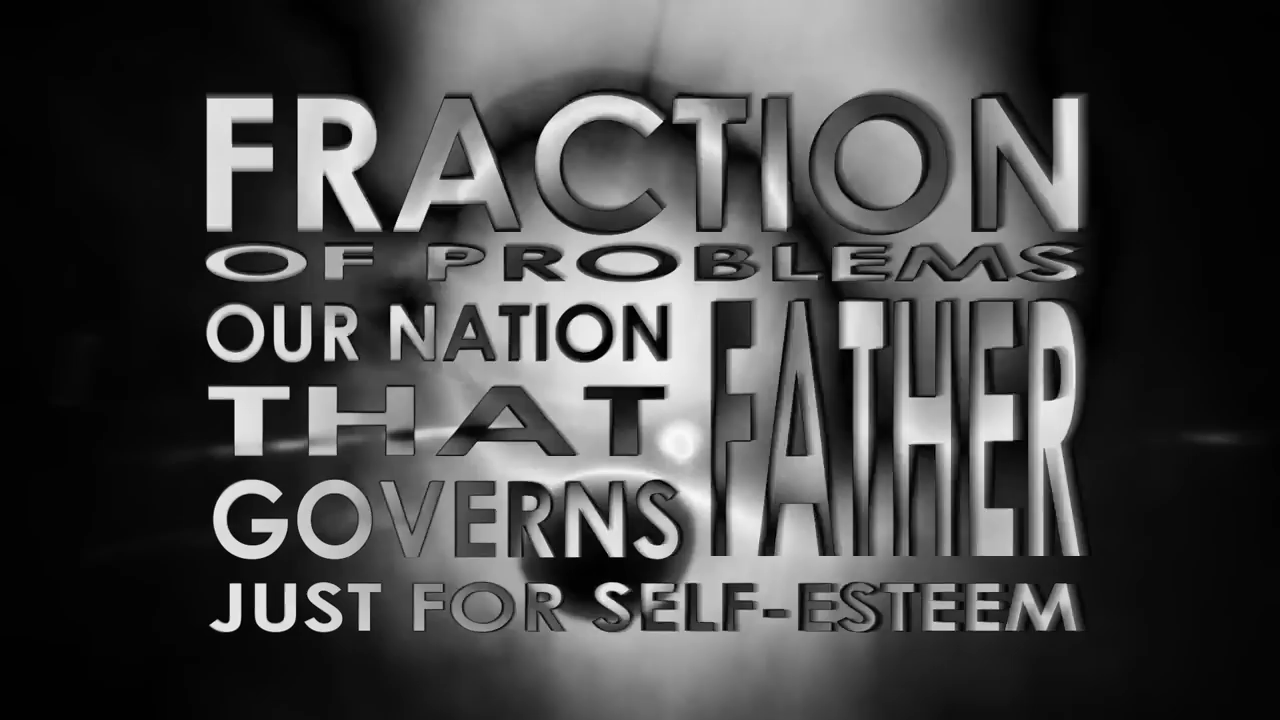 FRACTION
OF PROBLEMS
OUR NATION
THAT
GOVERNS
FATHER
JUST FOR SELF-ESTEEM